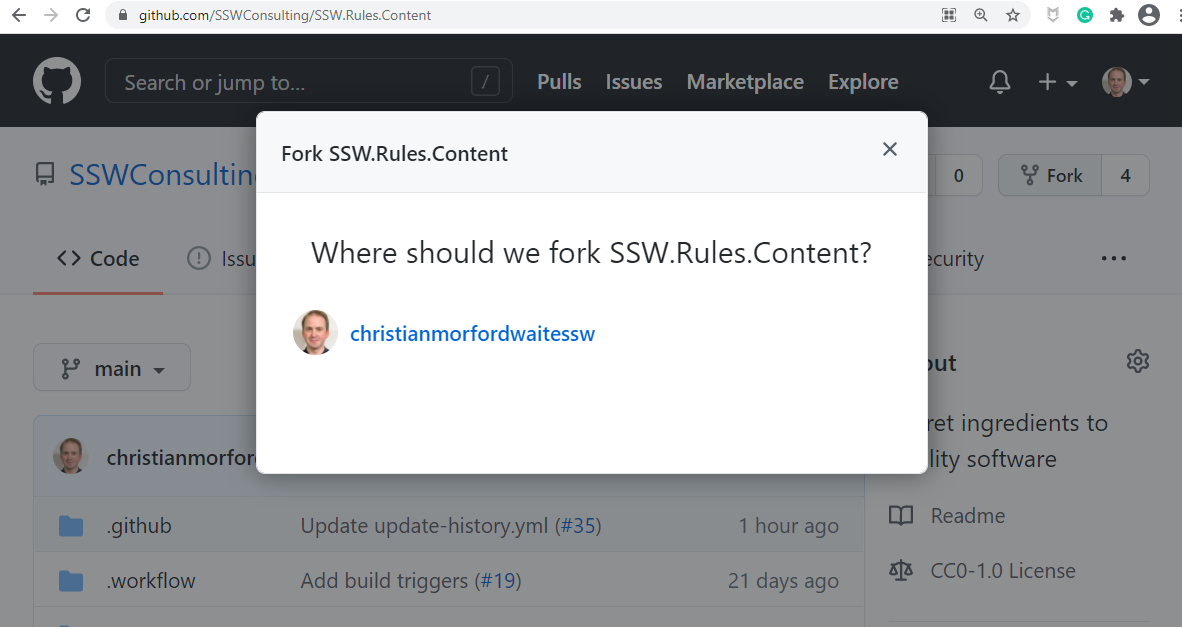 github.com/SSWConsulting/SSW.Rules.Content
Search or jump to... /
Pulls Issues Marketplace Explore
Fork SSW.Rules.Content
SSWConsultin
0
Fork 4
Where should we fork SSW.Rules.Content?
Code
Issu
ecurity
christianmorfordwaitessw
main
out
ret ingredients to
lity software
christianmorfor
.github Update update-history.yml (#35) 1 hour ago
Readme
.workflow Add build triggers (#19) 21 days ago
CC0-1.0 License